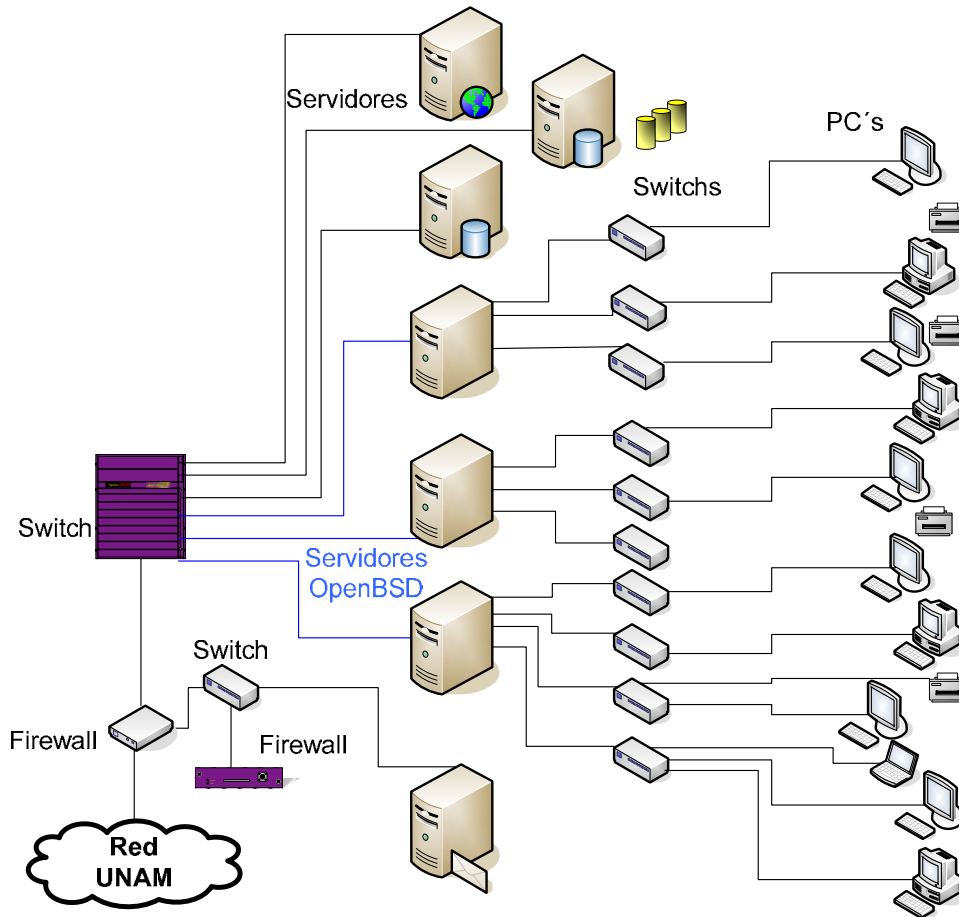 Servidores
PC´s
Switchs
Switch
Servidores
OpenBSD
Switch
Firewall
Firewall
Red
UNAM